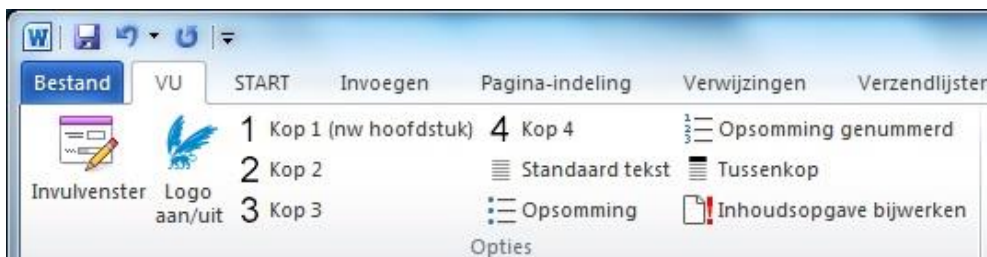 W
Bestand VU START Invoegen Pagina-indeling Verwijzingen Verzendlijsten
1 Kop 1 (nw hoofdstuk) 4 Kop 4 Opsomming genummerd
2 Kop 2 Standaard tekst Tussenkop
Invulvenster Logo aan/uit 3 Kop 3 Opsomming Inhoudsopgave bijwerken
Opties